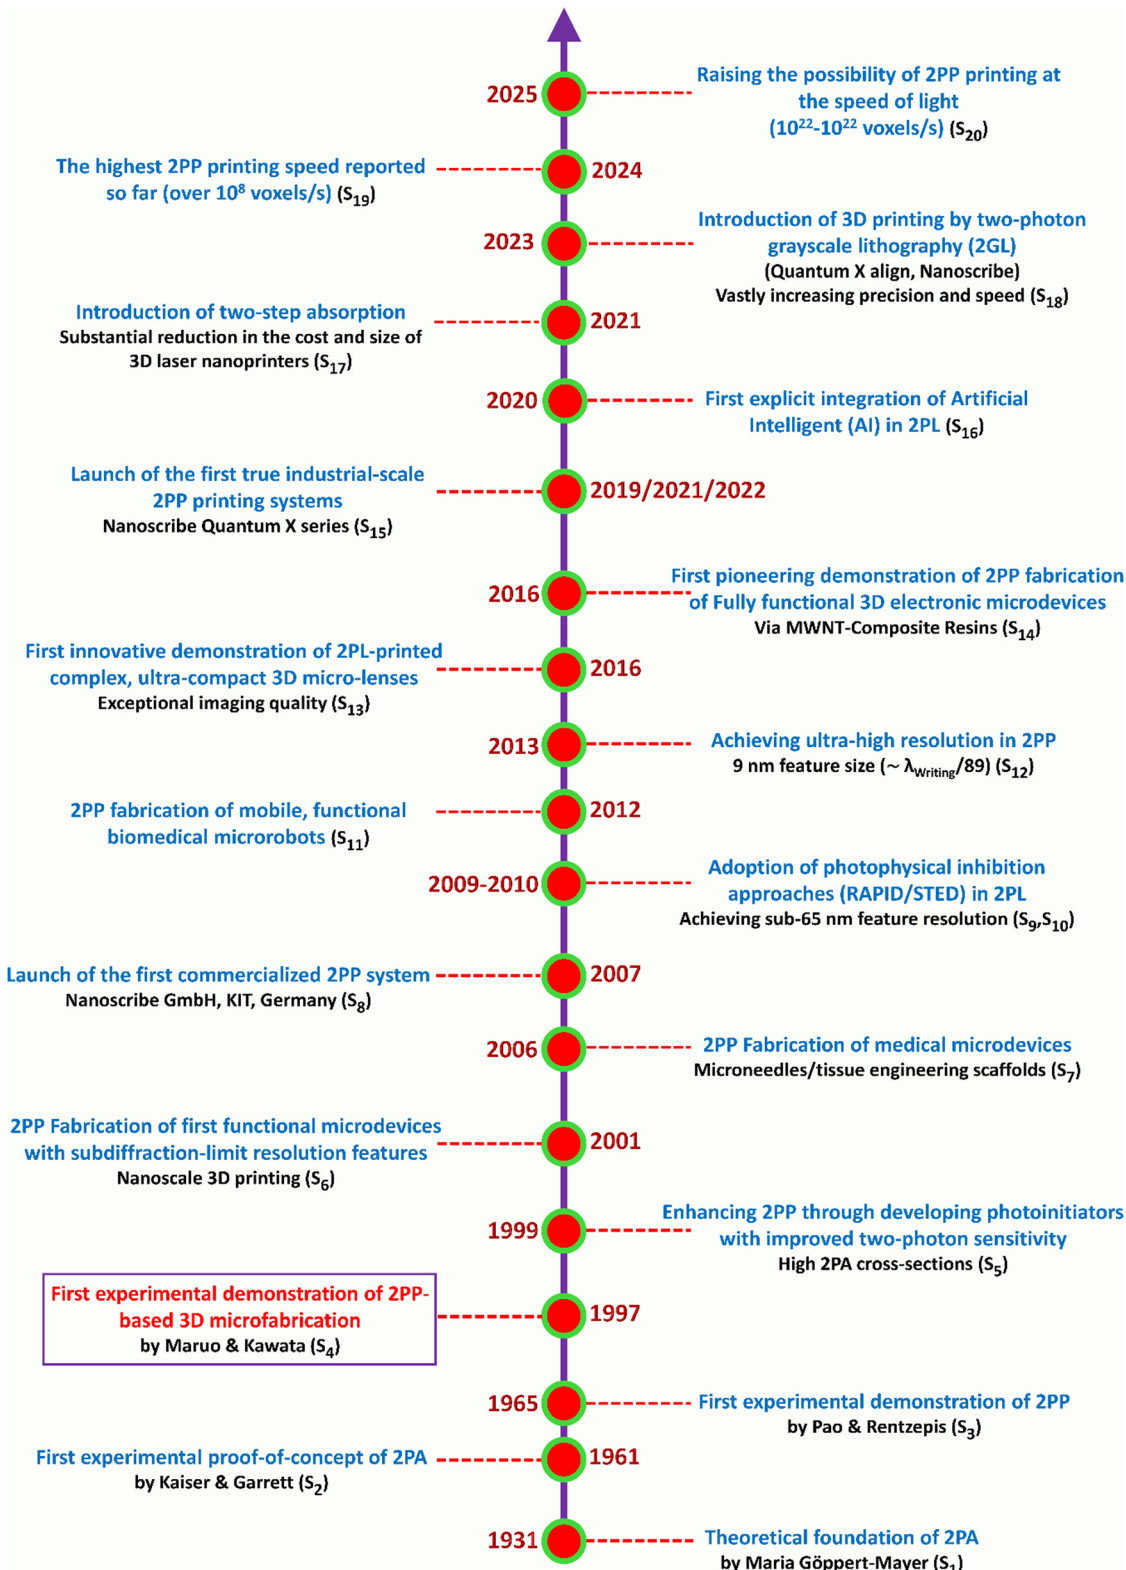 2025
Raising the possibility of 2PP printing at
the speed of light
(10²²-10²² voxels/s) (S₂₀)
The highest 2PP printing speed reported
so far (over 10⁸ voxels/s) (S₁₉)
2024
2023
Introduction of 3D printing by two-photon
grayscale lithography (2GL)
(Quantum X align, Nanoscribe)
Vastly increasing precision and speed (S₁₈)
Introduction of two-step absorption
Substantial reduction in the cost and size of
3D laser nanoprinters (S₁₇)
2021
2020
First explicit integration of Artificial
Intelligent (AI) in 2PL (S₁₆)
Launch of the first true industrial-scale
2PP printing systems
Nanoscribe Quantum X series (S₁₅)
2019/2021/2022
2016
First pioneering demonstration of 2PP fabrication
of Fully functional 3D electronic microdevices
Via MWNT-Composite Resins (S₁₄)
First innovative demonstration of 2PL-printed
complex, ultra-compact 3D micro-lenses
Exceptional imaging quality (S₁₃)
2016
2013
Achieving ultra-high resolution in 2PP
9 nm feature size (~ λWriting/89) (S₁₂)
2PP fabrication of mobile, functional
biomedical microrobots (S₁₁)
2012
2009-2010
Adoption of photophysical inhibition
approaches (RAPID/STED) in 2PL
Achieving sub-65 nm feature resolution (S₉,S₁₀)
Launch of the first commercialized 2PP system
Nanoscribe GmbH, KIT, Germany (S₈)
2007
2006
2PP Fabrication of medical microdevices
Microneedles/tissue engineering scaffolds (S₇)
2PP Fabrication of first functional microdevices
with subdiffraction-limit resolution features
Nanoscale 3D printing (S₆)
2001
1999
Enhancing 2PP through developing photoinitiators
with improved two-photon sensitivity
High 2PA cross-sections (S₅)
First experimental demonstration of 2PP-
based 3D microfabrication
by Maruo & Kawata (S₄)
1997
1965
First experimental demonstration of 2PP
by Pao & Rentzepis (S₃)
First experimental proof-of-concept of 2PA
by Kaiser & Garrett (S₂)
1961
1931
Theoretical foundation of 2PA
by Maria Göppert-Mayer (S₁)